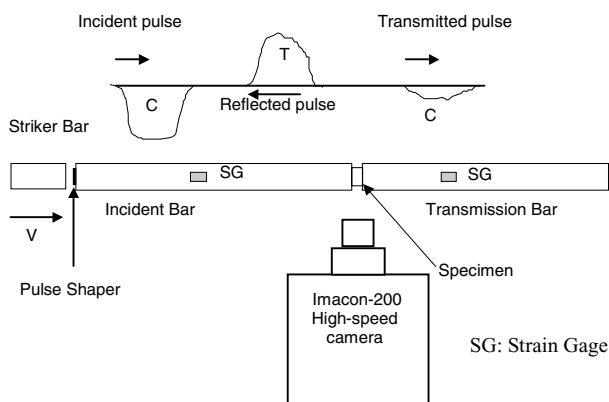 Incident pulse
Transmitted pulse
T
C
Reflected pulse
C
Striker Bar
SG
SG
Incident Bar
Transmission Bar
V
Specimen
Pulse Shaper
Imacon-200
High-speed
camera
SG: Strain Gage